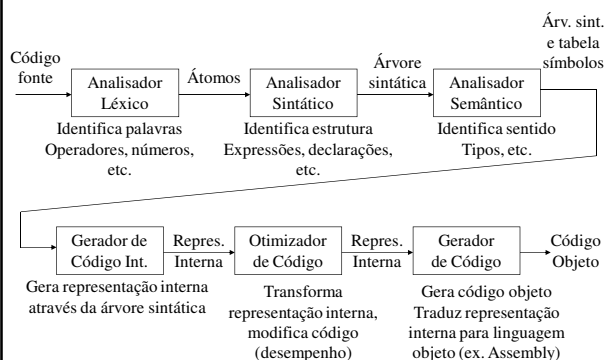 Código
fonte
Analisador
Léxico
Átomos
Analisador
Sintático
Árvore
sintática
Analisador
Semântico
Árv. sint.
e tabela
símbolos
Identifica palavras
Operadores, números,
etc.
Identifica estrutura
Expressões, declarações,
etc.
Identifica sentido
Tipos, etc.
Gerador de
Código Int.
Repres.
Interna
Otimizador
de Código
Repres.
Interna
Gerador
de Código
Código
Objeto
Gera representação interna
através da árvore sintática
Transforma
representação interna,
modifica código
(desempenho)
Gera código objeto
Traduz representação
interna para linguagem
objeto (ex. Assembly)